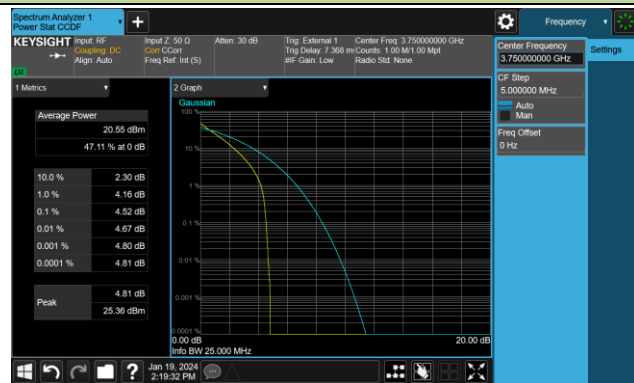 Spectrum Analyzer 1
Power Stat CCDF
Frequency
KEYSIGHT
Input: RF
Coupling: DC
Align: Auto
Input Z: 50 Ω
Corr CCorr
Freq Ref: Int (S)
Atten: 30 dB
Trig: External 1
Trig Delay: 7.368 m
#IF Gain: Low
Center Freq: 3.750000000 GHz
Counts: 1.00 M/1.00 Mpt
Radio Std: None
Center Frequency
3.750000000 GHz
Settings
CF Step
5.000000 MHz
Auto
Man
Freq Offset
0 Hz
1 Metrics
Average Power
20.55 dBm
47.11 % at 0 dB
10.0 % 2.30 dB
1.0 % 4.16 dB
0.1 % 4.52 dB
0.01 % 4.67 dB
0.001 % 4.80 dB
0.0001 % 4.81 dB
Peak 4.81 dB
25.36 dBm
2 Graph
Gaussian
100 %
10 %
1 %
0.1 %
0.01 %
0.001 %
0.0001 %
0.00 dB
20.00 dB
Info BW 25.000 MHz
Jan 19, 2024
2:19:32 PM